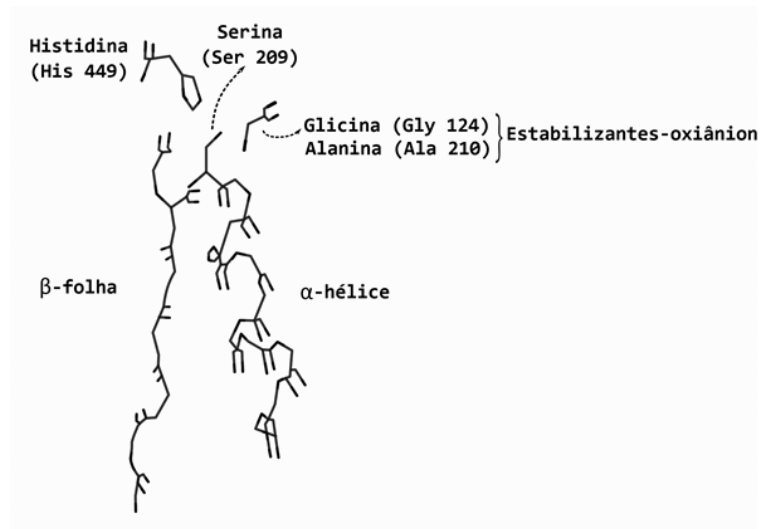 Histidina
(His 449)
Serina
(Ser 209)
Glicina (Gly 124)
Alanina (Ala 210)
Estabilizantes-oxiânion
β-folha
α-hélice